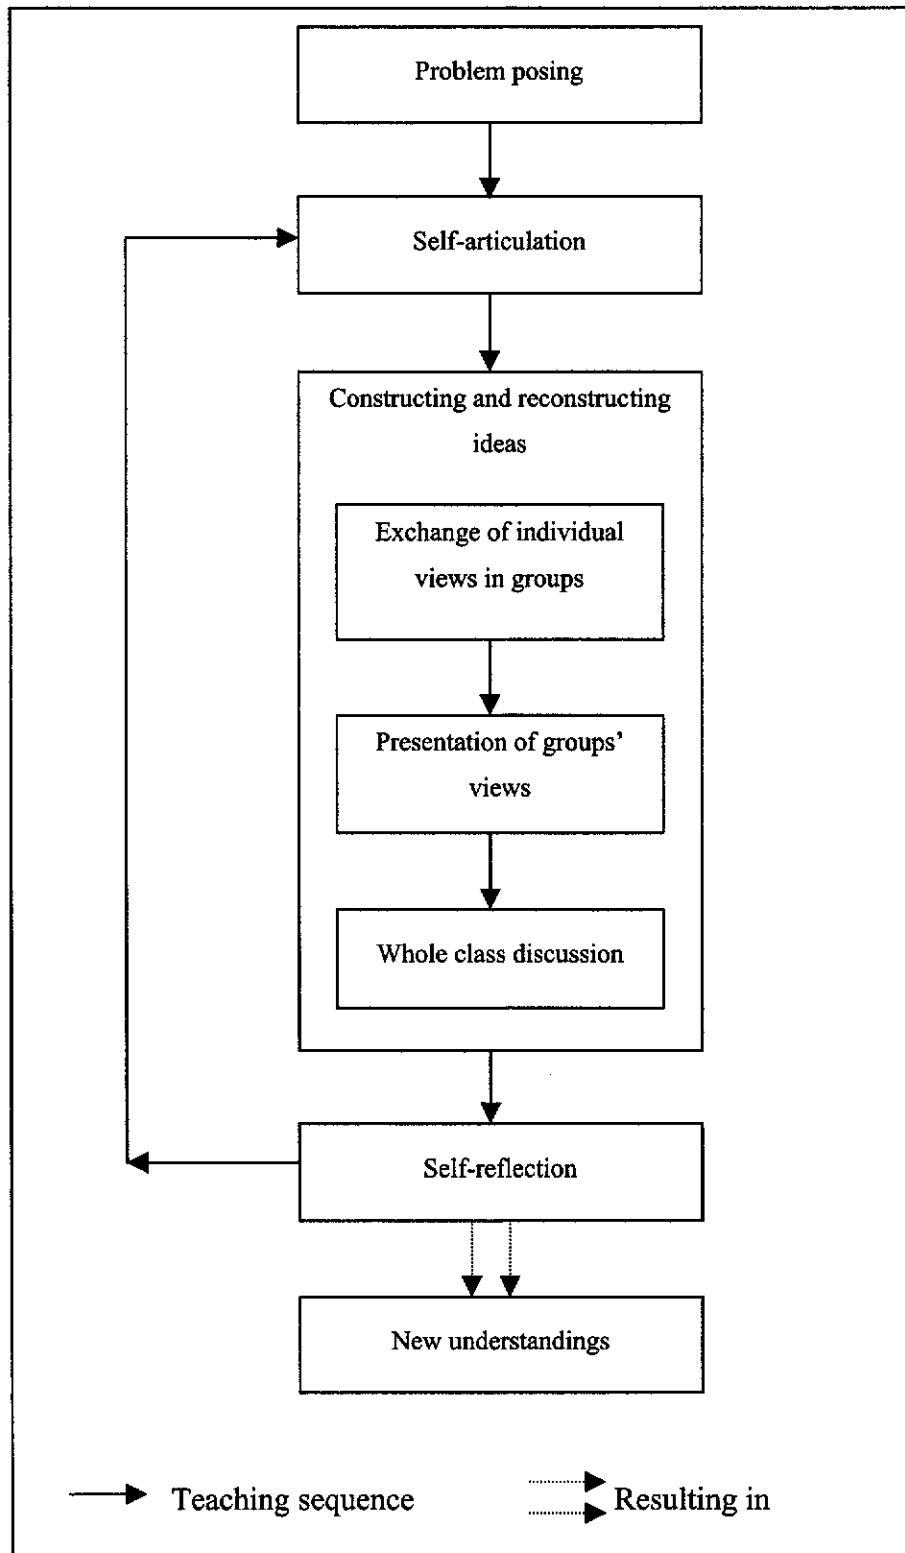 Problem posing
Self-articulation
Constructing and reconstructing
ideas
Exchange of individual
views in groups
Presentation of groups’
views
Whole class discussion
Self-reflection
New understandings
Teaching sequence
Resulting in